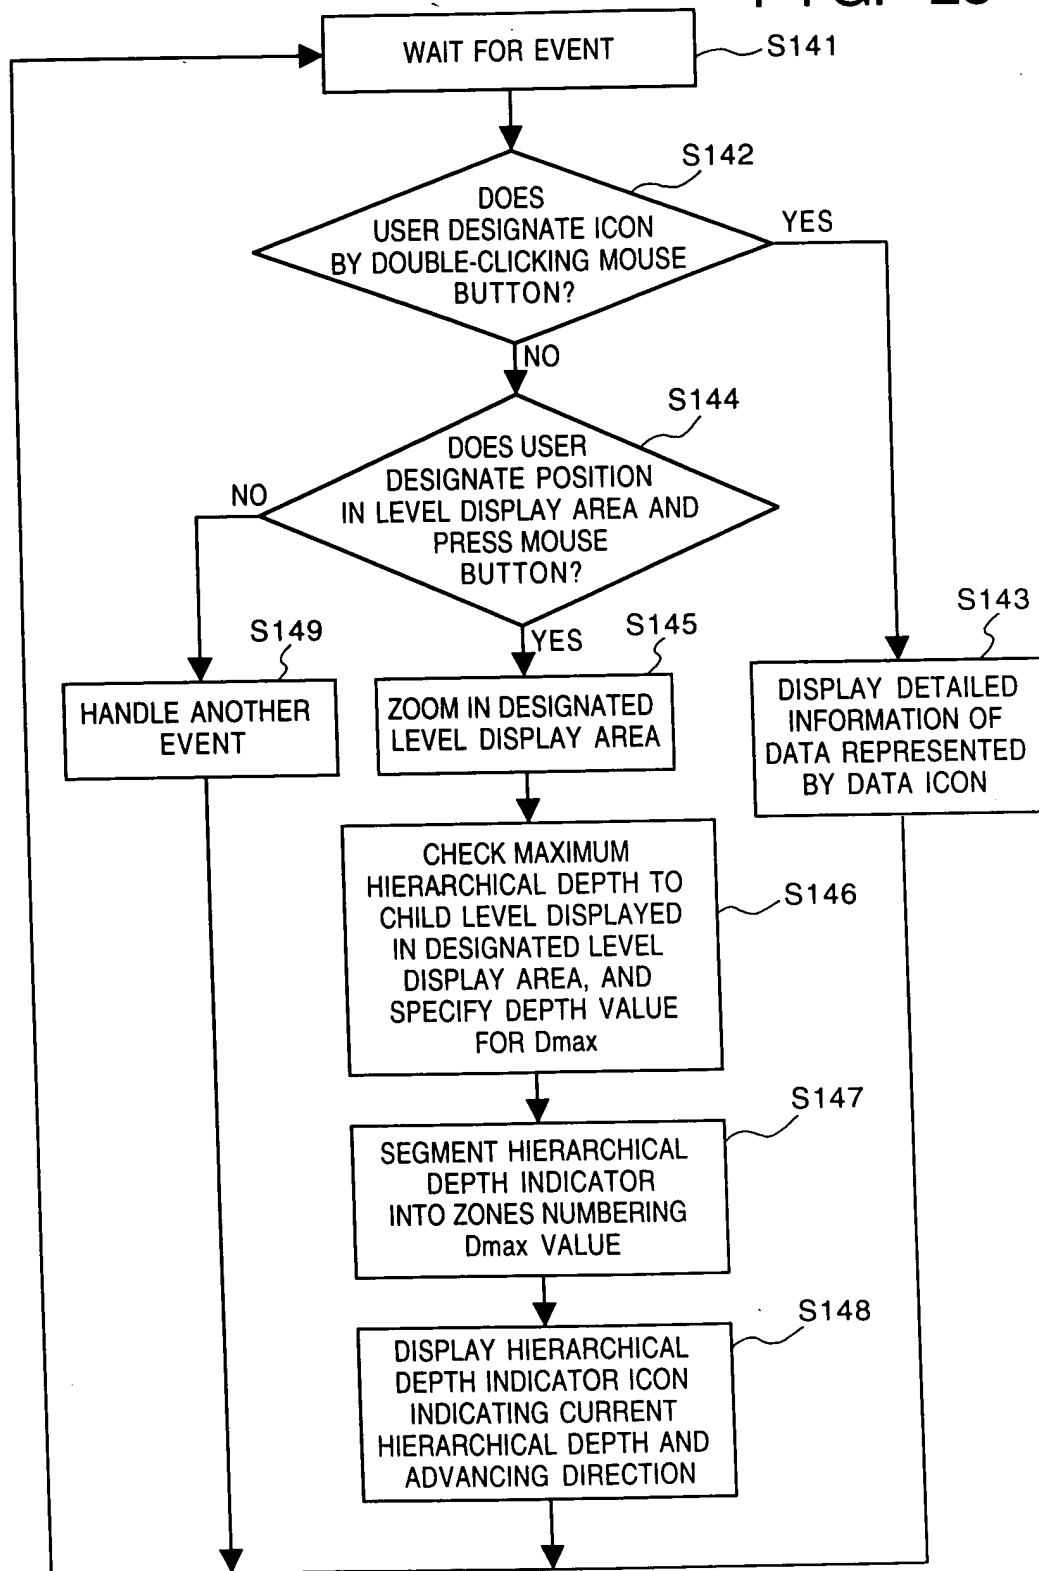 WAIT FOR EVENT
S141
S142
DOES
USER DESIGNATE ICON
BY DOUBLE-CLICKING MOUSE
BUTTON?
YES
NO
S144
DOES USER
DESIGNATE POSITION
IN LEVEL DISPLAY AREA AND
PRESS MOUSE
BUTTON?
NO
YES
S149
HANDLE ANOTHER
EVENT
S145
ZOOM IN DESIGNATED
LEVEL DISPLAY AREA
S143
DISPLAY DETAILED
INFORMATION OF
DATA REPRESENTED
BY DATA ICON
CHECK MAXIMUM
HIERARCHICAL DEPTH TO
CHILD LEVEL DISPLAYED
IN DESIGNATED LEVEL
DISPLAY AREA, AND
SPECIFY DEPTH VALUE
FOR Dmax
S146
S147
SEGMENT HIERARCHICAL
DEPTH INDICATOR
INTO ZONES NUMBERING
Dmax VALUE
S148
DISPLAY HIERARCHICAL
DEPTH INDICATOR ICON
INDICATING CURRENT
HIERARCHICAL DEPTH AND
ADVANCING DIRECTION